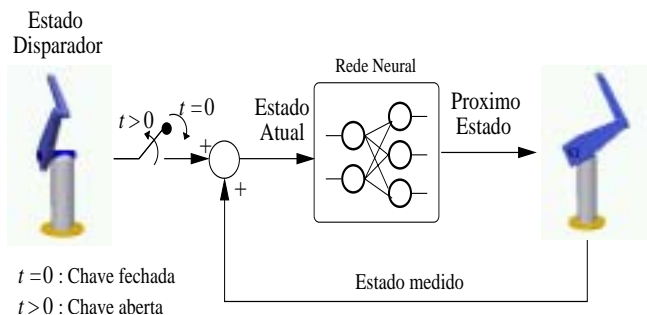 Estado
Disparador
t>0
t=0
+
+
Estado
Atual
Rede Neural
Proximo
Estado
Estado medido
t=0 : Chave fechada
t>0 : Chave aberta